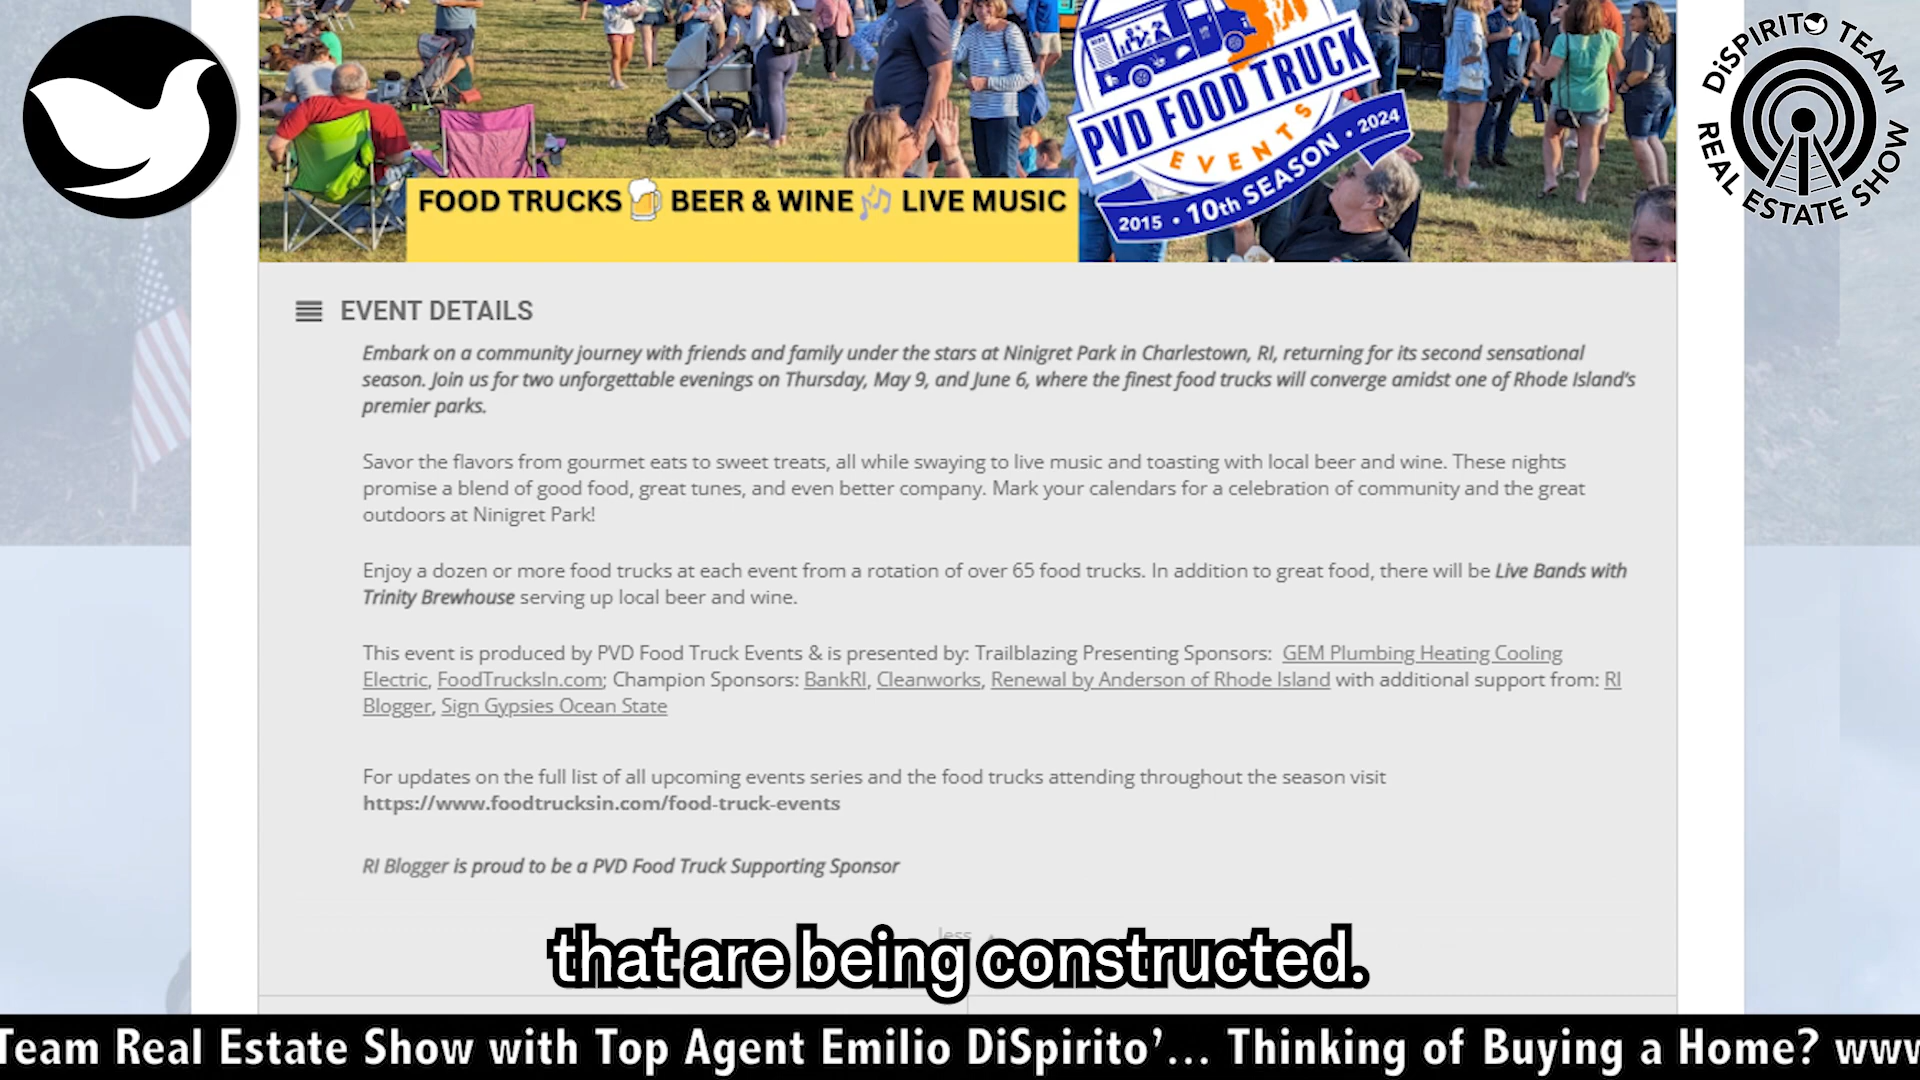 DiSPIRITO TEAM
REAL ESTATE SHOW
PVD FOOD TRUCK
EVENTS
2015 • 10th SEASON • 2024
FOOD TRUCKS BEER & WINE LIVE MUSIC
EVENT DETAILS
Embark on a community journey with friends and family under the stars at Ninigret Park in Charlestown, RI, returning for its second sensational
season. Join us for two unforgettable evenings on Thursday, May 9, and June 6, where the finest food trucks will converge amidst one of Rhode Island's
premier parks.
Savor the flavors from gourmet eats to sweet treats, all while swaying to live music and toasting with local beer and wine. These nights
promise a blend of good food, great tunes, and even better company. Mark your calendars for a celebration of community and the great
outdoors at Ninigret Park!
Enjoy a dozen or more food trucks at each event from a rotation of over 65 food trucks. In addition to great food, there will be Live Bands with
Trinity Brewhouse serving up local beer and wine.
This event is produced by PVD Food Truck Events & is presented by: Trailblazing Presenting Sponsors: GEM Plumbing Heating Cooling
Electric, FoodTrucksIn.com; Champion Sponsors: BankRI, Cleanworks, Renewal by Anderson of Rhode Island with additional support from: RI
Blogger, Sign Gypsies Ocean State
For updates on the full list of all upcoming events series and the food trucks attending throughout the season visit
https://www.foodtrucksin.com/food-truck-events
RI Blogger is proud to be a PVD Food Truck Supporting Sponsor
less
that are being constructed.
Team Real Estate Show with Top Agent Emilio DiSpirito’... Thinking of Buying a Home? www